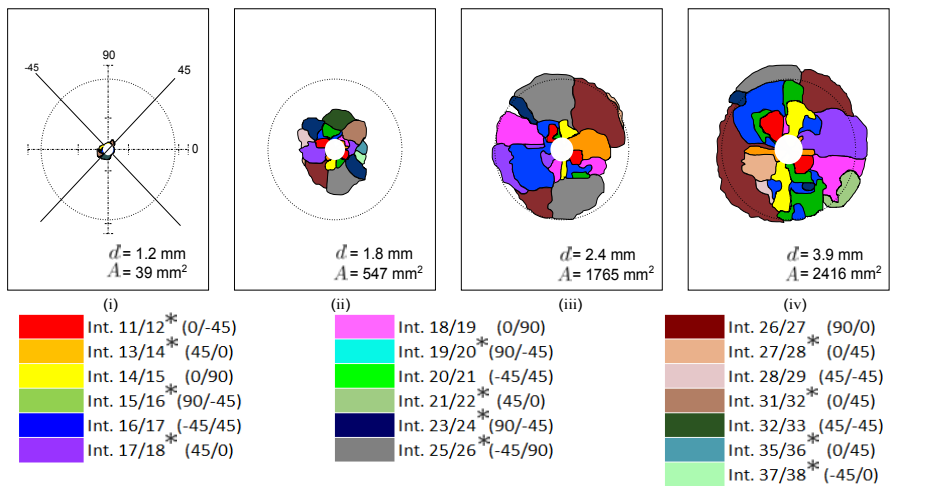 90
-45
45
0
d = 1.2 mm
A = 39 mm²
d = 1.8 mm
A = 547 mm²
d = 2.4 mm
A = 1765 mm²
d = 3.9 mm
A = 2416 mm²
(i)
(ii)
(iii)
(iv)
Int. 11/12* (0/-45)
Int. 13/14* (45/0)
Int. 14/15 (0/90)
Int. 15/16* (90/-45)
Int. 16/17 (-45/45)
Int. 17/18* (45/0)
Int. 18/19 (0/90)
Int. 19/20* (90/-45)
Int. 20/21 (-45/45)
Int. 21/22* (45/0)
Int. 23/24* (90/-45)
Int. 25/26* (-45/90)
Int. 26/27 (90/0)
Int. 27/28* (0/45)
Int. 28/29 (45/-45)
Int. 31/32* (0/45)
Int. 32/33 (45/-45)
Int. 35/36* (0/45)
Int. 37/38* (-45/0)